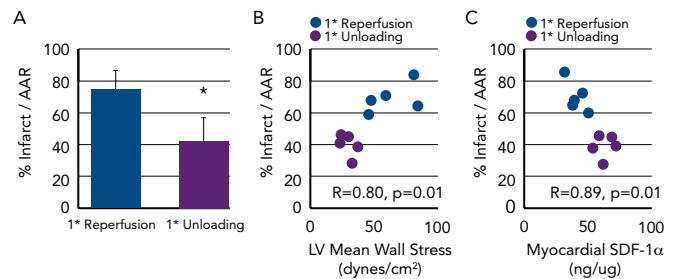 A
% Infarct / AAR
100
80
60
40
20
0
*
1* Reperfusion
1* Unloading
B
1* Reperfusion
1* Unloading
% Infarct / AAR
100
80
60
40
20
0
R=0.80, p=0.01
0
50
100
LV Mean Wall Stress
(dynes/cm²)
C
1* Reperfusion
1* Unloading
% Infarct / AAR
100
80
60
40
20
0
R=0.89, p=0.01
0
50
100
Myocardial SDF-1α
(ng/ug)